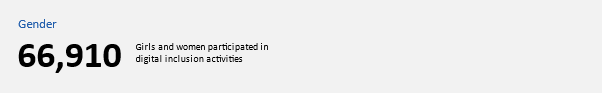 Gender
66,910
Girls and women participated in
digital inclusion activities